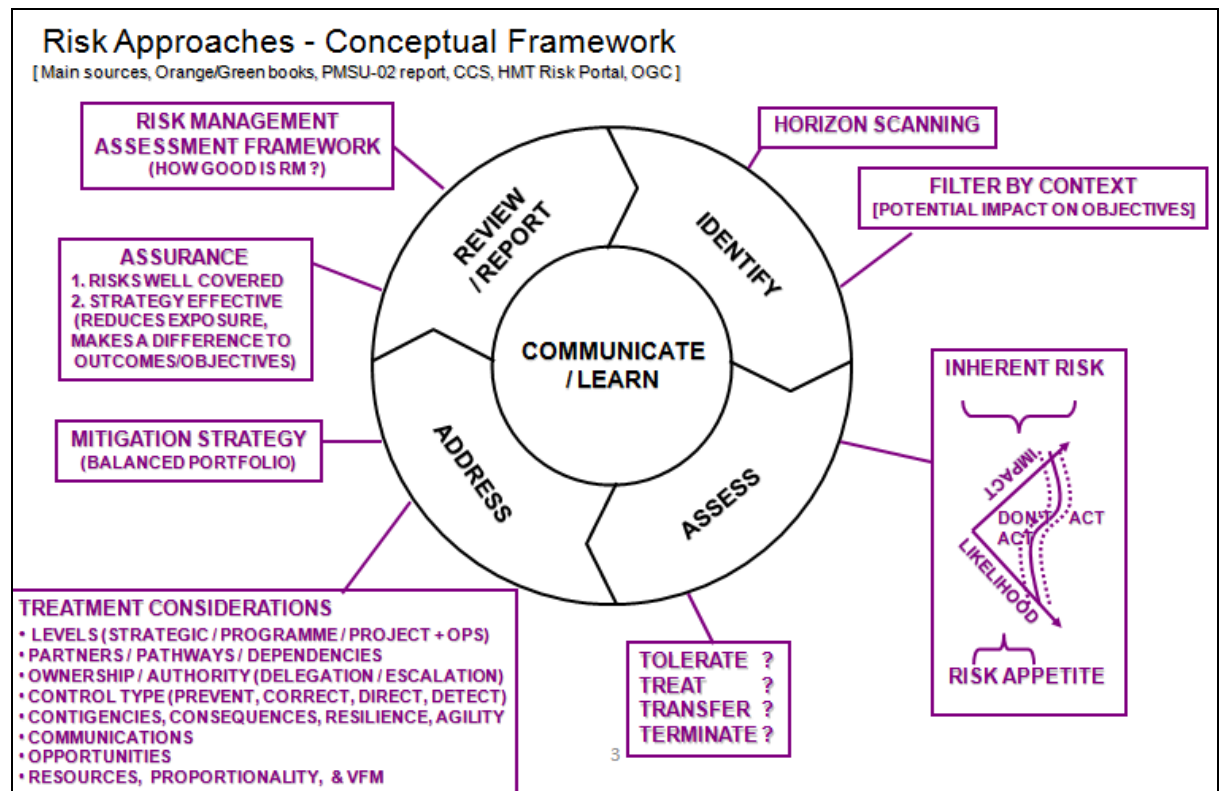 Risk Approaches - Conceptual Framework
[ Main sources, Orange/Green books, PMSU-02 report, CCS, HMT Risk Portal, OGC ]
RISK MANAGEMENT
ASSESSMENT FRAMEWORK
(HOW GOOD IS RM ?)
HORIZON SCANNING
FILTER BY CONTEXT
[POTENTIAL IMPACT ON OBJECTIVES]
REVIEW
/ REPORT
IDENTIFY
ASSURANCE
1. RISKS WELL COVERED
2. STRATEGY EFFECTIVE
(REDUCES EXPOSURE,
MAKES A DIFFERENCE TO
OUTCOMES/OBJECTIVES)
COMMUNICATE
/ LEARN
INHERENT RISK
IMPACT
DON'T
ACT
ACT
LIKELIHOOD
RISK APPETITE
MITIGATION STRATEGY
(BALANCED PORTFOLIO)
ADDRESS
ASSESS
TREATMENT CONSIDERATIONS
• LEVELS (STRATEGIC / PROGRAMME / PROJECT + OPS)
• PARTNERS / PATHWAYS / DEPENDENCIES
• OWNERSHIP / AUTHORITY (DELEGATION / ESCALATION)
• CONTROL TYPE (PREVENT, CORRECT, DIRECT, DETECT)
• CONTIGENCIES, CONSEQUENCES, RESILIENCE, AGILITY
• COMMUNICATIONS
• OPPORTUNITIES
• RESOURCES, PROPORTIONALITY, & VFM
TOLERATE ?
TREAT ?
TRANSFER ?
TERMINATE ?
3